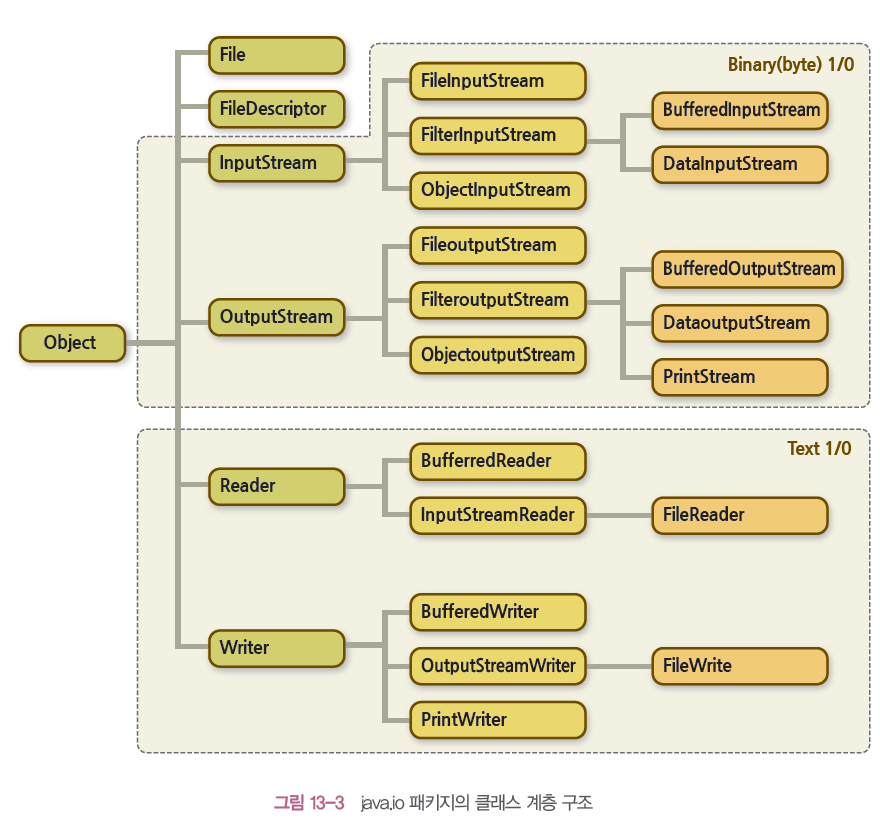 File
Binary(byte) 1/0
FileInputStream
FileDescriptor
BufferedInputStream
FilterInputStream
InputStream
DataInputStream
ObjectInputStream
FileoutputStream
BufferedOutputStream
FilteroutputStream
OutputStream
DataoutputStream
Object
ObjectoutputStream
PrintStream
Text 1/0
BufferredReader
Reader
InputStreamReader
FileReader
BufferedWriter
Writer
OutputStreamWriter
FileWrite
PrintWriter
그림 13-3 java.io 패키지의 클래스 계층 구조